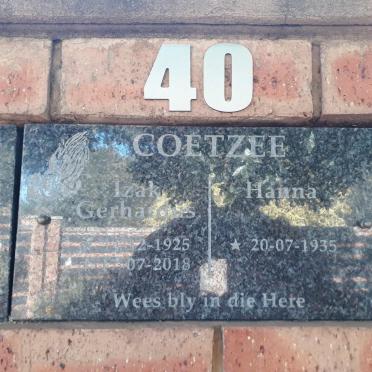 40
COETZEE
Izak Hanna
Gerhardus
2-1925 ★ 20-07-1935
07-2018
Wees bly in die Here